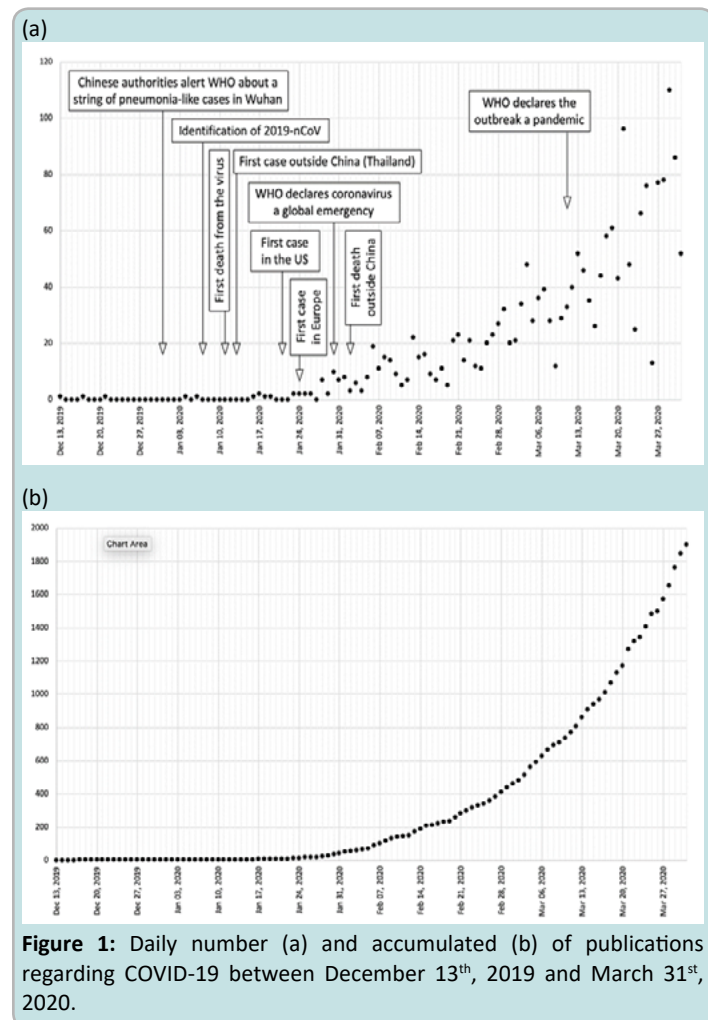 (a)
120
100
80
60
40
20
0
Chinese authorities alert WHO about a
string of pneumonia-like cases in Wuhan
Identification of 2019-nCoV
First death from the virus
First case outside China (Thailand)
WHO declares coronavirus
a global emergency
First case
in the US
First case
in Europe
First death
outside China
WHO declares the
outbreak a pandemic
Dec 13, 2019
Dec 20, 2019
Dec 27, 2019
Jan 03, 2020
Jan 10, 2020
Jan 17, 2020
Jan 24, 2020
Jan 31, 2020
Feb 07, 2020
Feb 14, 2020
Feb 21, 2020
Feb 28, 2020
Mar 06, 2020
Mar 13, 2020
Mar 20, 2020
Mar 27, 2020
(b)
2000
1800
1600
1400
1200
1000
800
600
400
200
0
Chart Area
Dec 13, 2019
Dec 20, 2019
Dec 27, 2019
Jan 03, 2020
Jan 10, 2020
Jan 17, 2020
Jan 24, 2020
Jan 31, 2020
Feb 07, 2020
Feb 14, 2020
Feb 21, 2020
Feb 28, 2020
Mar 06, 2020
Mar 13, 2020
Mar 20, 2020
Mar 27, 2020
Figure 1: Daily number (a) and accumulated (b) of publications
regarding COVID-19 between December 13th, 2019 and March 31st,
2020.